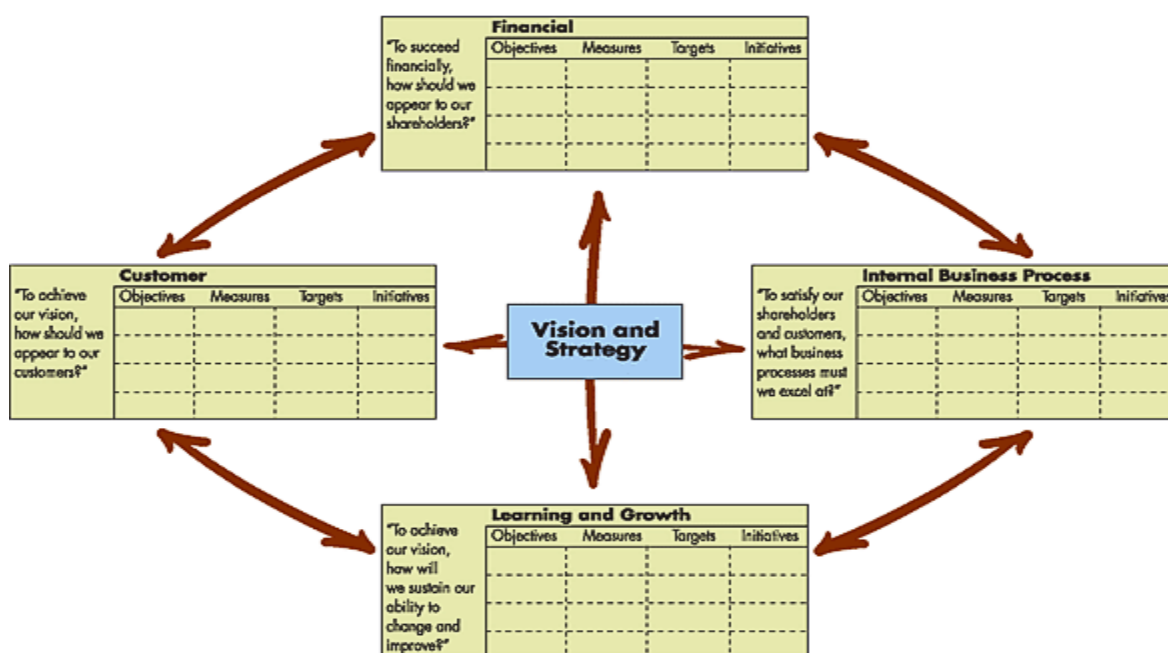 Financial
"To succeed
financially,
how should we
appear to our
shareholders?"
Objectives Measures Targets Initiatives
Customer
"To achieve
our vision,
how should we
appear to our
customers?"
Objectives Measures Targets Initiatives
Vision and
Strategy
Internal Business Process
"To satisfy our
shareholders
and customers,
what business
processes must
we excel at?"
Objectives Measures Targets Initiatives
Learning and Growth
"To achieve
our vision,
how will
we sustain our
ability to
change and
improve?"
Objectives Measures Targets Initiatives